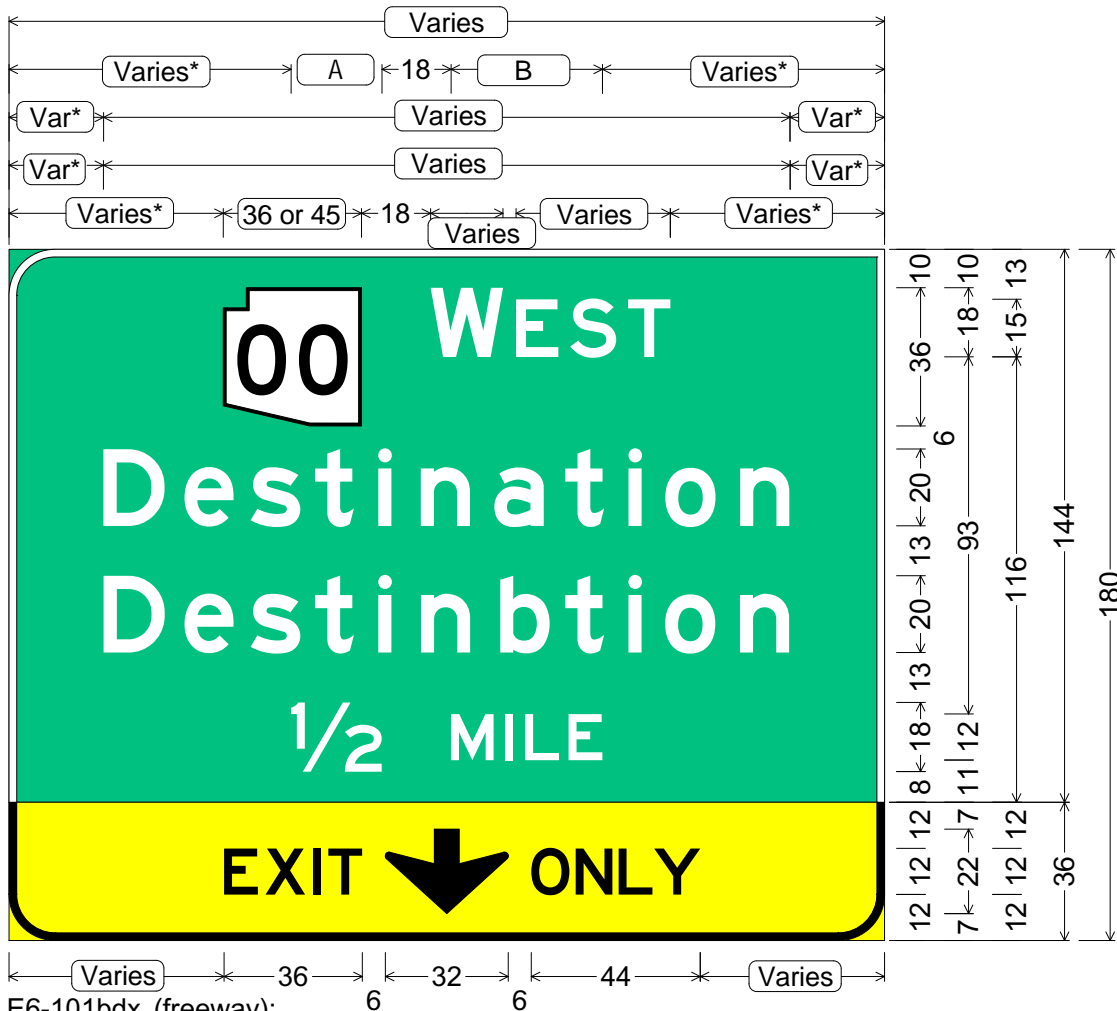 Varies
Varies* A 18 B Varies*
Var* Varies Var*
Var* Varies Var*
Varies* 36 or 45 18 Varies Varies Varies*
00 WEST
Destination
Destinbtion
1/2 MILE
EXIT ONLY
10 36 6 20 13 20 13 18 8 12 12 12
10 18 93 12 11 7 22 7
13 15 116 12 12 12
144 36
180
Varies 36 6 32 6 44 Varies
E6-101bdx (freeway):